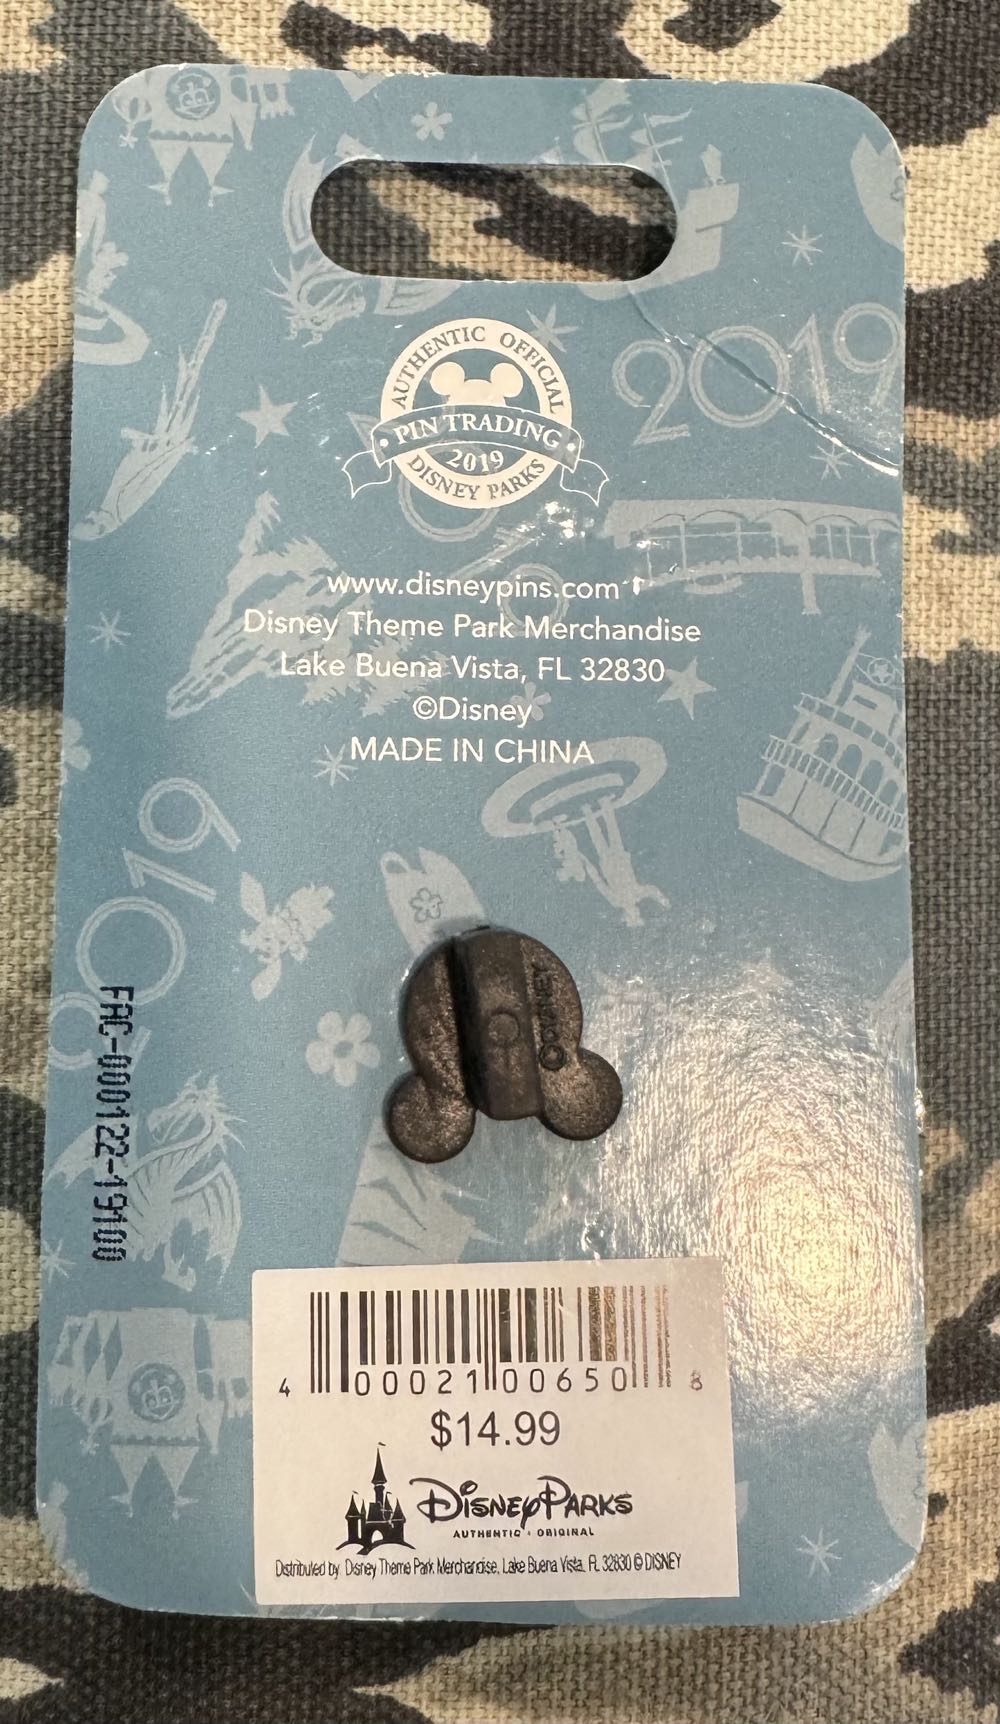 AUTHENTIC OFFICIAL
PIN TRADING
2019
DISNEY PARKS
2019
www.disneypins.com
Disney Theme Park Merchandise
Lake Buena Vista, FL 32830
©Disney
MADE IN CHINA
2019
©DISNEY
FAC-000122-19100
4 00021 00650 8
$14.99
DISNEY PARKS
AUTHENTIC • ORIGINAL
Distributed by: Disney Theme Park Merchandise, Lake Buena Vista, FL 32830 © DISNEY